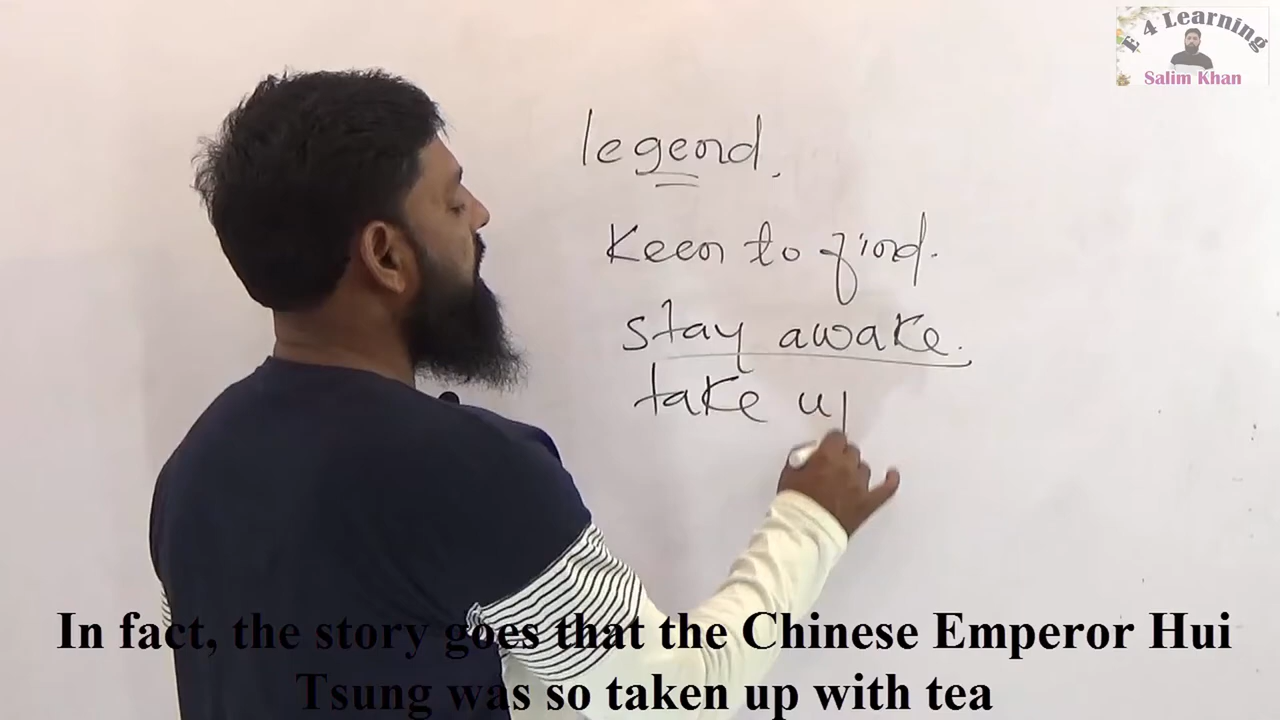 E 4 Learning
Salim Khan
legend,
Keen to find.
stay awake.
take up
In fact, the story goes that the Chinese Emperor Hui
Tsung was so taken up with tea